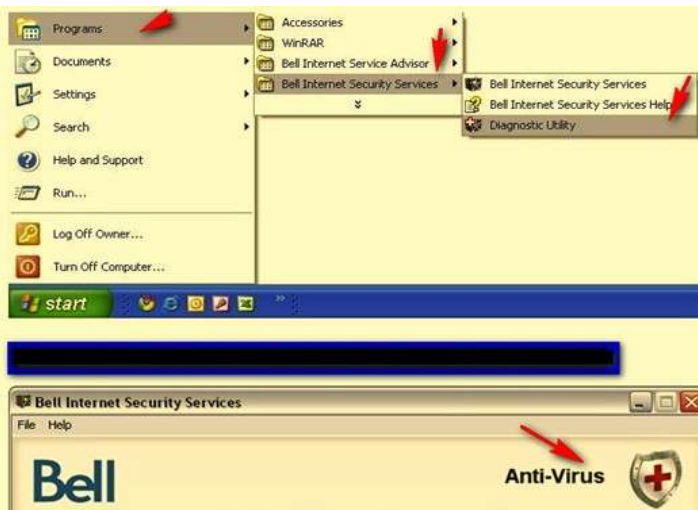 Programs
Documents
Settings
Search
Help and Support
Run...
Log Off Owner...
Turn Off Computer...
Accessories
WinRAR
Bell Internet Service Advisor
Bell Internet Security Services
Bell Internet Security Services
Bell Internet Security Services Help
Diagnostic Utility
start
Bell Internet Security Services
File Help
Bell
Anti-Virus